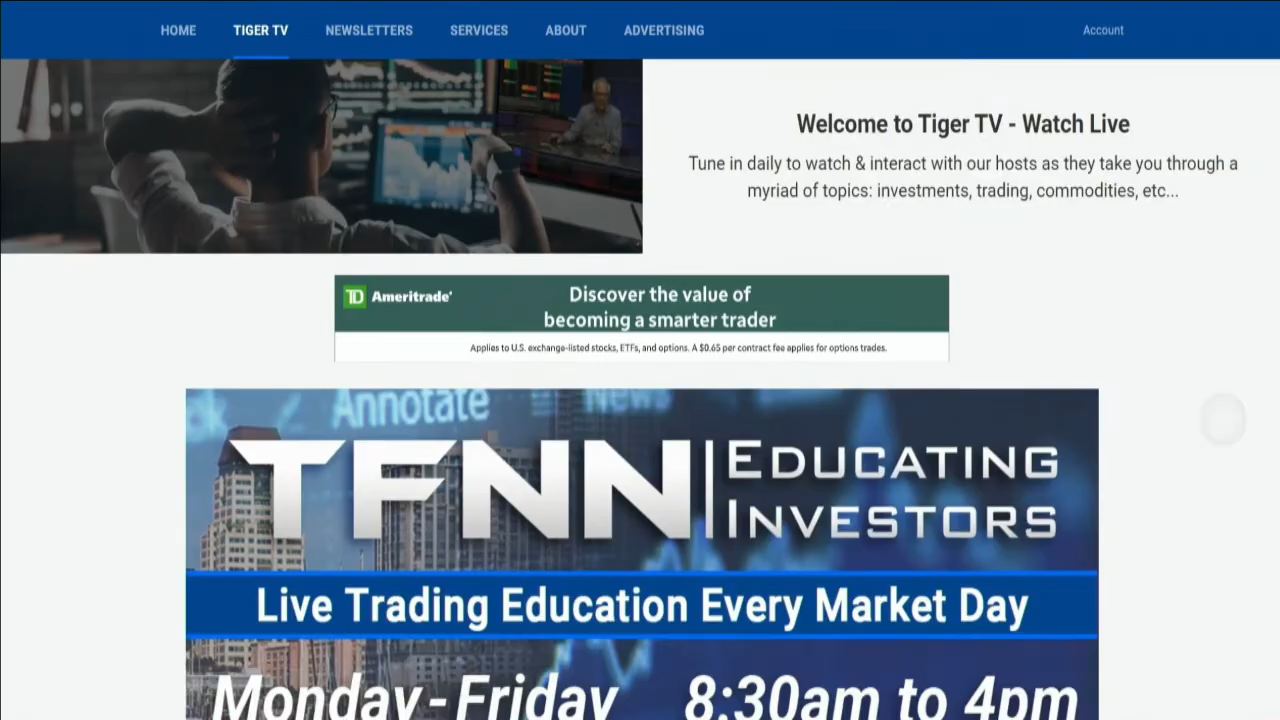 HOME TIGER TV NEWSLETTERS SERVICES ABOUT ADVERTISING Account
Welcome to Tiger TV - Watch Live
Tune in daily to watch & interact with our hosts as they take you through a
myriad of topics: investments, trading, commodities, etc...
TD Ameritrade
Discover the value of
becoming a smarter trader
Applies to U.S. exchange-listed stocks, ETFs, and options. A $0.65 per contract fee applies for options trades.
Annotate News
TFNN EDUCATING
INVESTORS
Live Trading Education Every Market Day
Monday - Friday 8:30am to 4pm